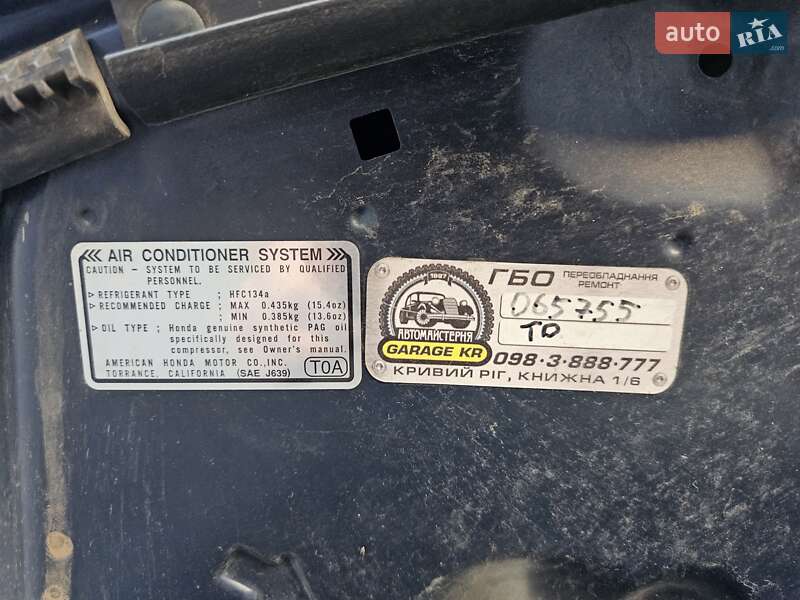 auto RIA .com
<<< AIR CONDITIONER SYSTEM >>>
CAUTION - SYSTEM TO BE SERVICED BY QUALIFIED
PERSONNEL.
REFRIGERANT TYPE : HFC134a
RECOMMENDED CHARGE : MAX 0.435kg (15.4oz)
: MIN 0.385kg (13.6oz)
OIL TYPE : Honda genuine synthetic PAG oil
specifically designed for this
compressor, see Owner's manual.
AMERICAN HONDA MOTOR CO., INC.
TORRANCE, CALIFORNIA (SAE J639) T0A
1997
АВТОМАЙСТЕРНЯ
GARAGE KR
ГБО ПЕРЕОБЛАДНАННЯ
РЕМОНТ
065755
ТО
098·3·888·777
КРИВИЙ РІГ, КНИЖНА 1/6